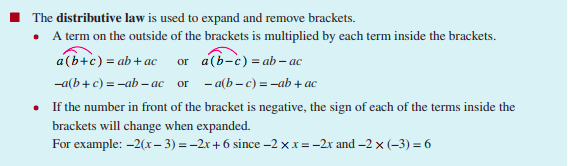 ■ The distributive law is used to expand and remove brackets.
• A term on the outside of the brackets is multiplied by each term inside the brackets.
a(b+c) = ab + ac or a(b−c) = ab − ac
−a(b + c) = −ab − ac or − a(b − c) = −ab + ac
• If the number in front of the bracket is negative, the sign of each of the terms inside the
brackets will change when expanded.
For example: −2(x − 3) = −2x + 6 since −2 × x = −2x and −2 × (−3) = 6